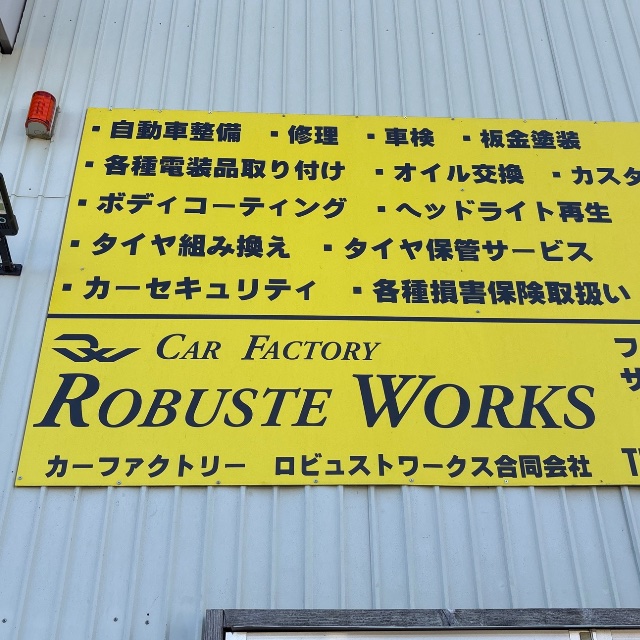 ・自動車整備 ・修理 ・車検 ・板金塗装
・各種電装品取り付け ・オイル交換 ・カスタ
・ボディコーティング ・ヘッドライト再生
・タイヤ組み換え ・タイヤ保管サービス
・カーセキュリティ ・各種損害保険取扱い
CAR FACTORY
ROBUSTE WORKS
カーファクトリー ロビュストワークス合同会社
フ
サ